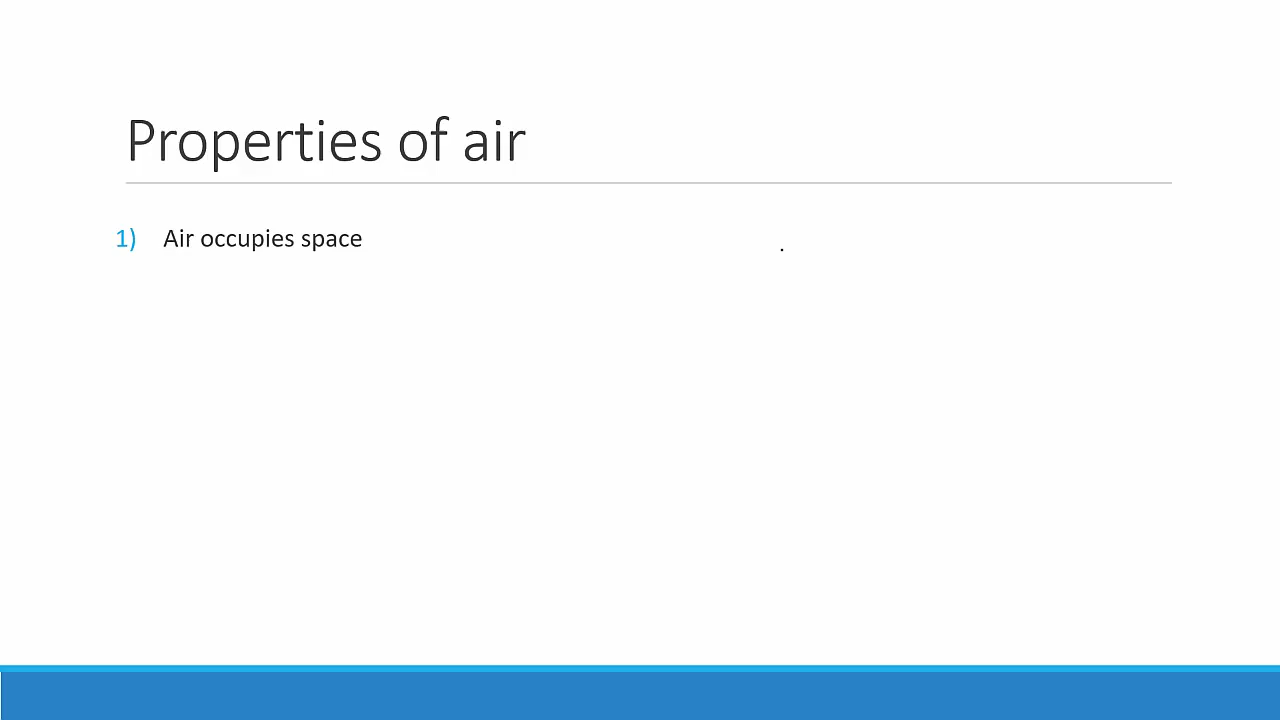 Properties of air
1) Air occupies space
.